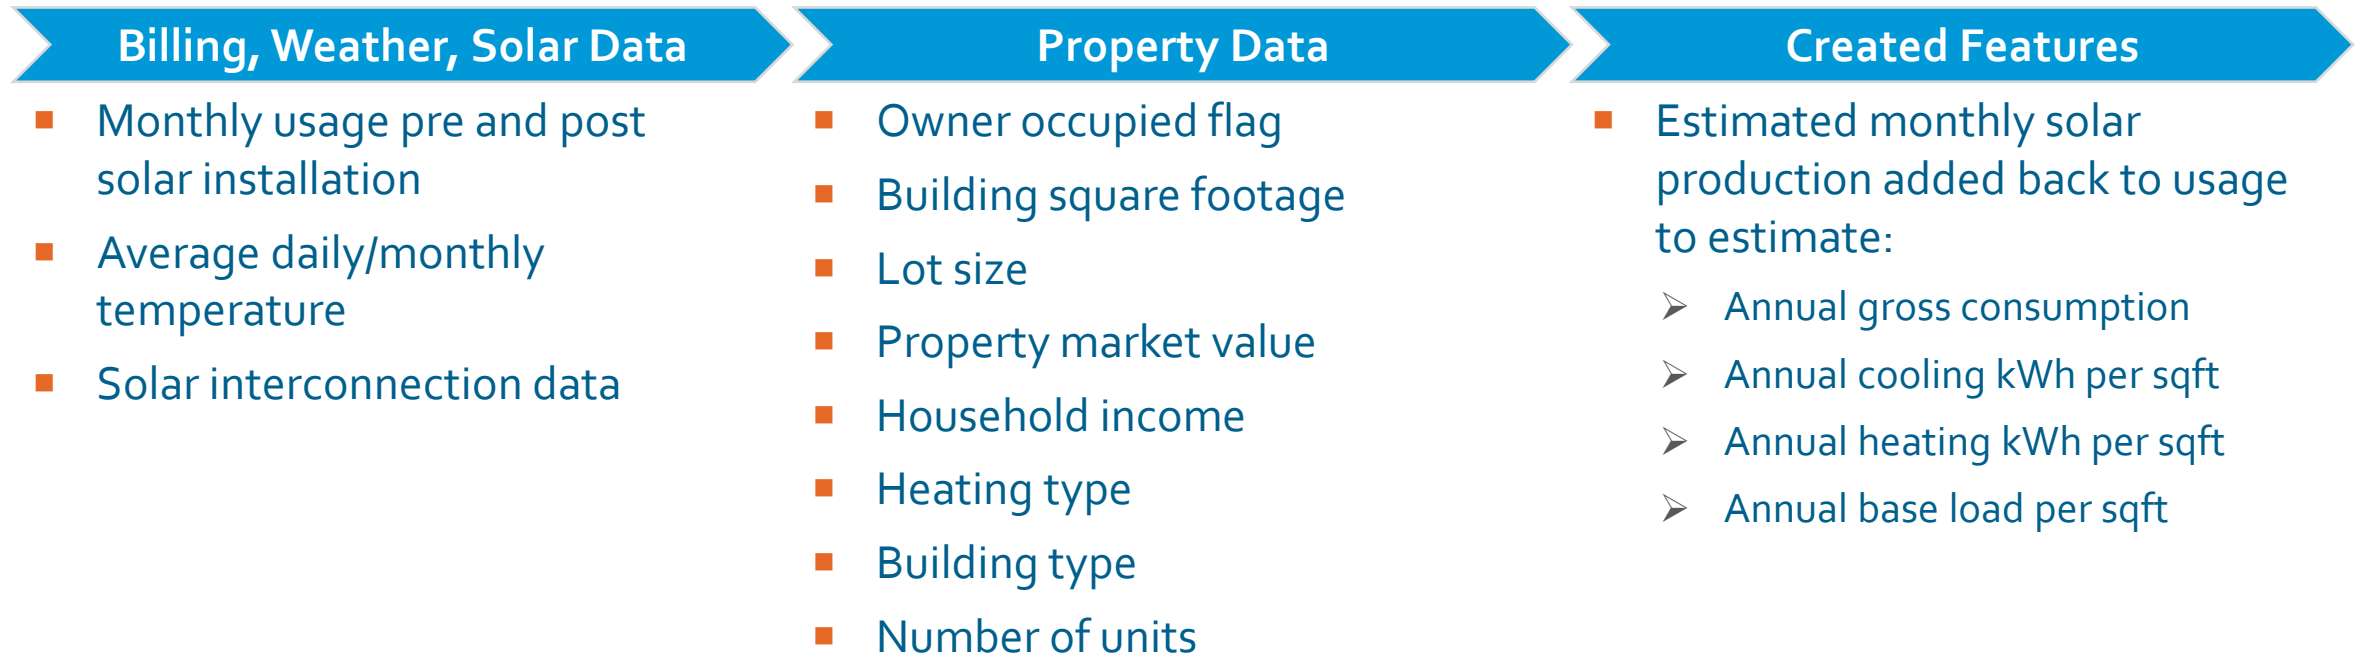 Billing, Weather, Solar Data
Monthly usage pre and post
solar installation
Average daily/monthly
temperature
Solar interconnection data
Property Data
Owner occupied flag
Building square footage
Lot size
Property market value
Household income
Heating type
Building type
Number of units
Created Features
Estimated monthly solar
production added back to usage
to estimate:
Annual gross consumption
Annual cooling kWh per sqft
Annual heating kWh per sqft
Annual base load per sqft